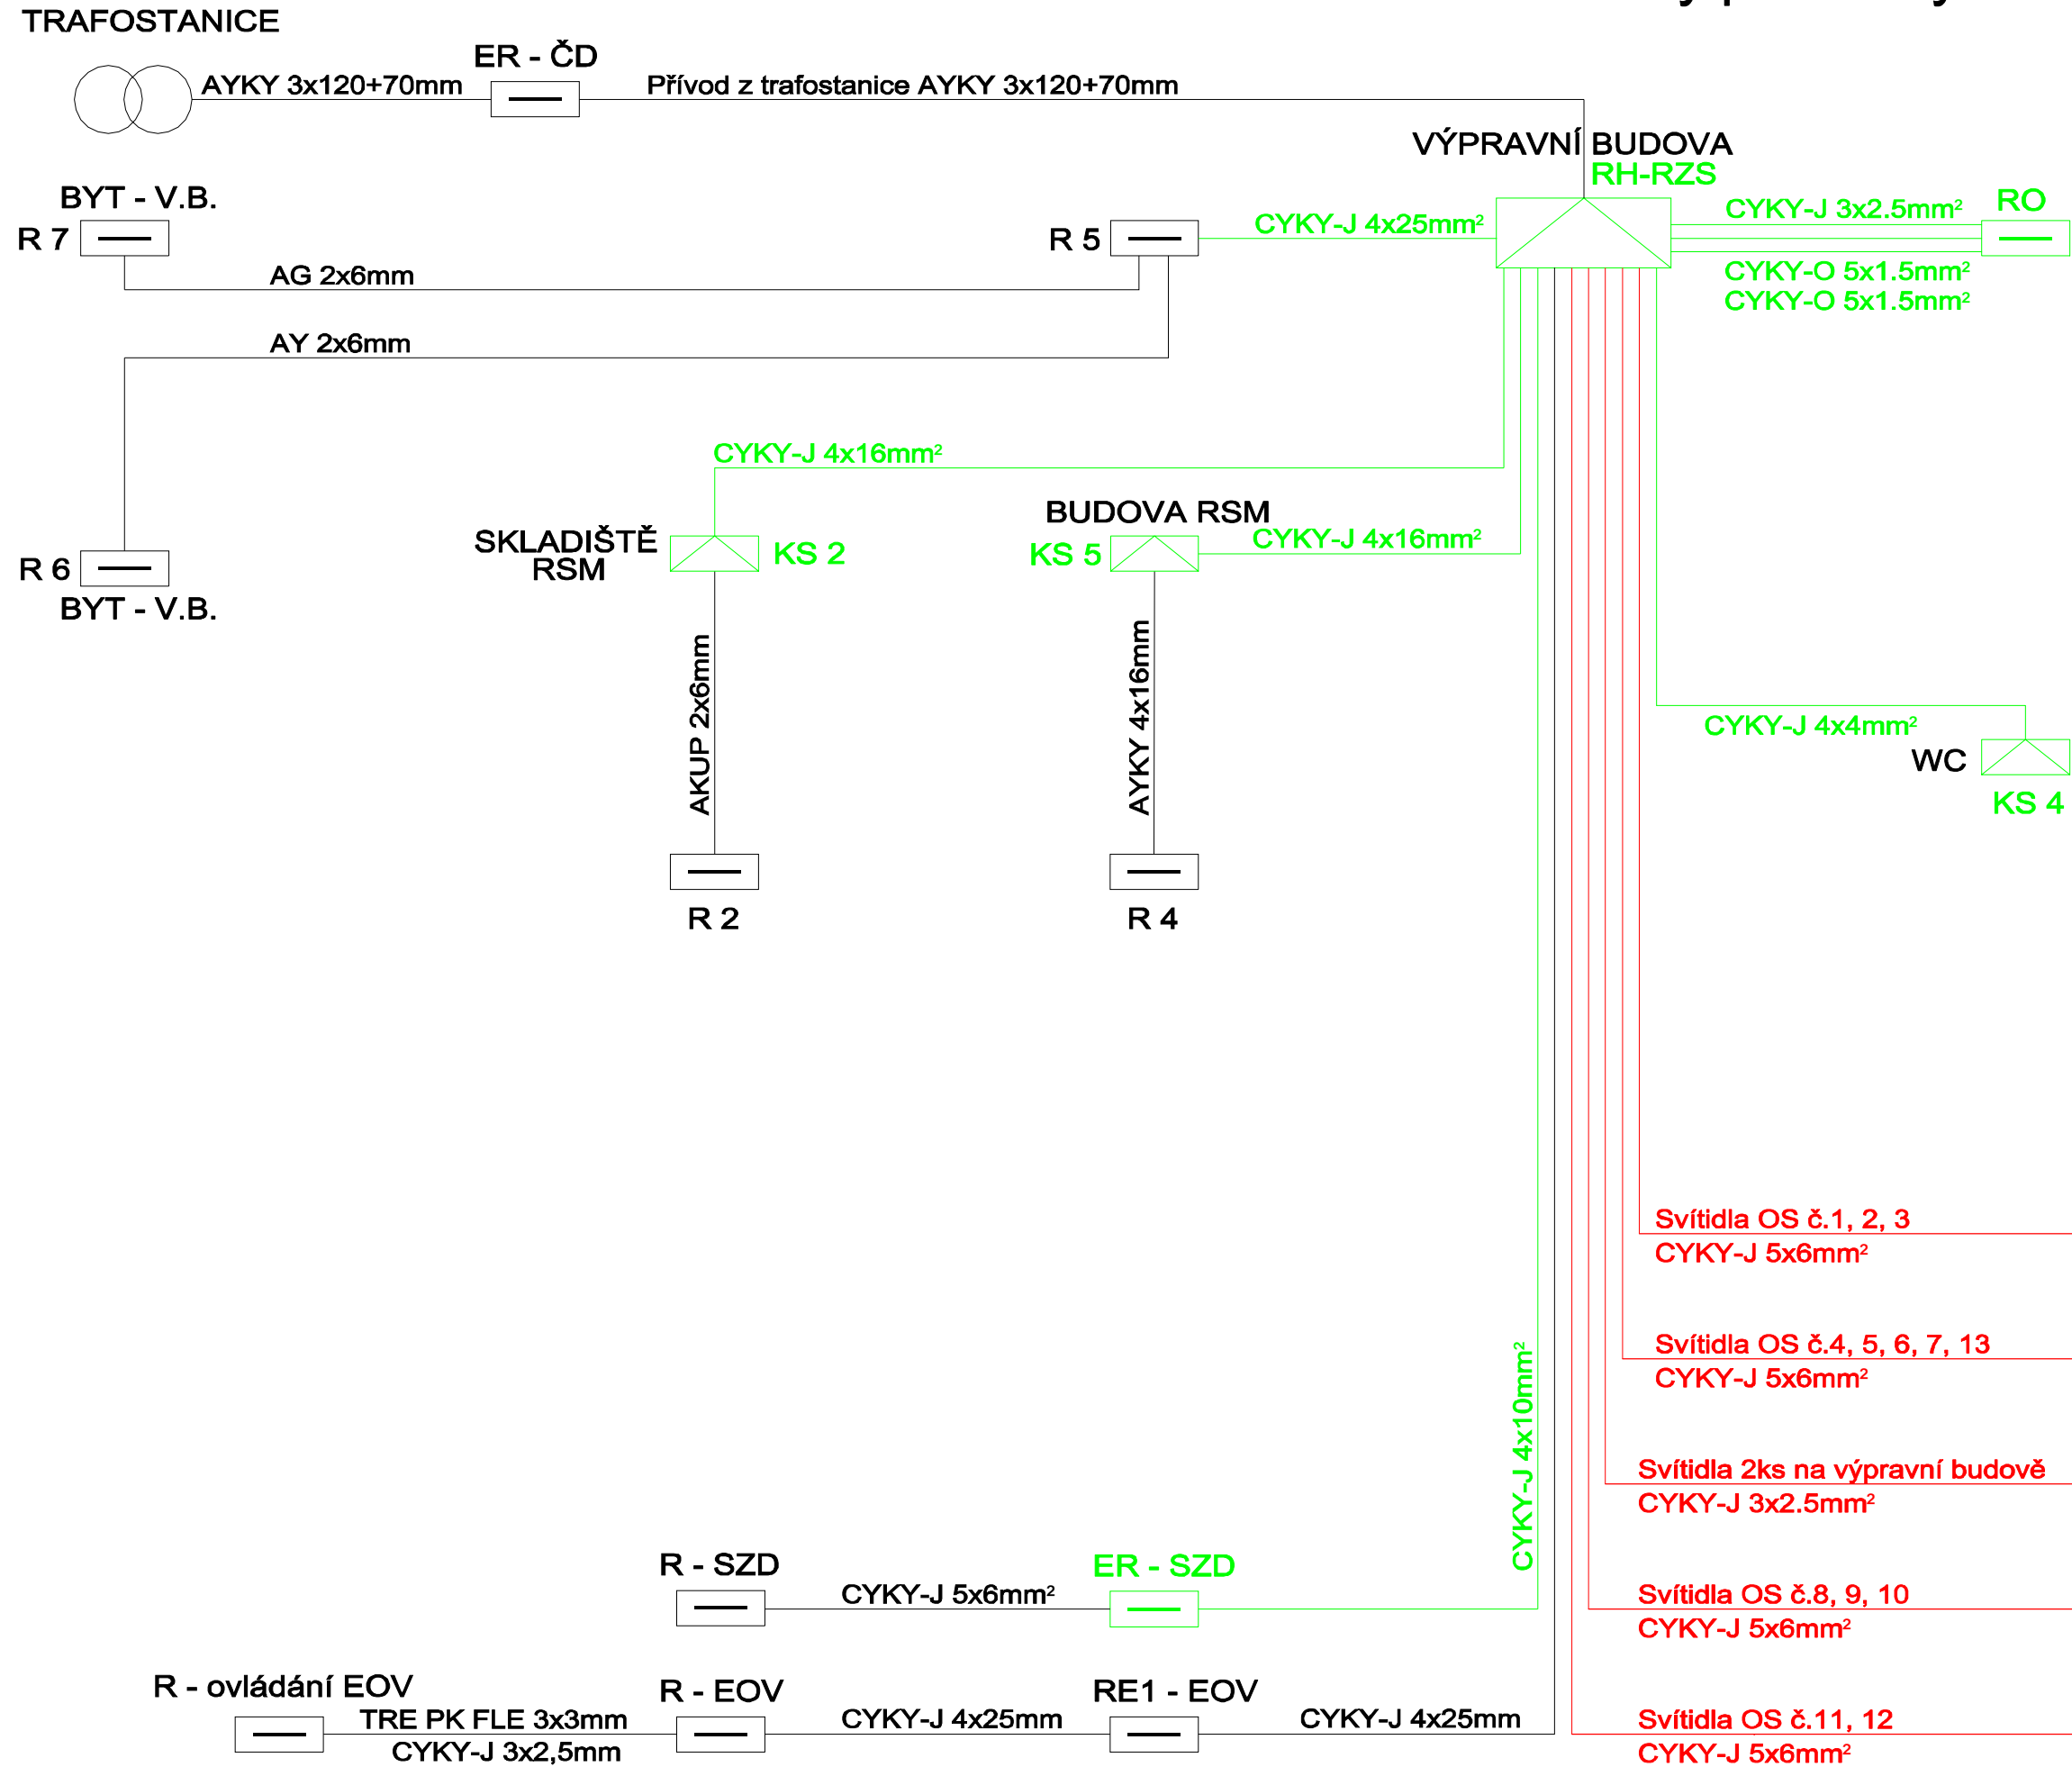 TRAFOSTANICE
ER - ČD
AYKY 3x120+70mm
Přívod z trafostanice AYKY 3x120+70mm
VÝPRAVNÍ BUDOVA
RH-RZS
BYT - V.B.
R 7
R 5
CYKY-J 4x25mm²
CYKY-J 3x2.5mm²
RO
AG 2x6mm
CYKY-O 5x1.5mm²
CYKY-O 5x1.5mm²
AY 2x6mm
CYKY-J 4x16mm²
BUDOVA RSM
SKLADIŠTĚ
RSM
KS 2
KS 5
CYKY-J 4x16mm²
R 6
BYT - V.B.
AKUP 2x6mm
AYKY 4x16mm
CYKY-J 4x4mm²
WC
KS 4
R 2
R 4
Svítidla OS č.1, 2, 3
CYKY-J 5x6mm²
Svítidla OS č.4, 5, 6, 7, 13
CYKY-J 5x6mm²
CYKY-J 4x10mm²
Svítidla 2ks na výpravní budově
CYKY-J 3x2.5mm²
R - SZD
ER - SZD
CYKY-J 5x6mm²
Svítidla OS č.8, 9, 10
CYKY-J 5x6mm²
R - ovládání EOV
R - EOV
RE1 - EOV
TRE PK FLE 3x3mm
CYKY-J 3x2,5mm
CYKY-J 4x25mm
CYKY-J 4x25mm
Svítidla OS č.11, 12
CYKY-J 5x6mm²